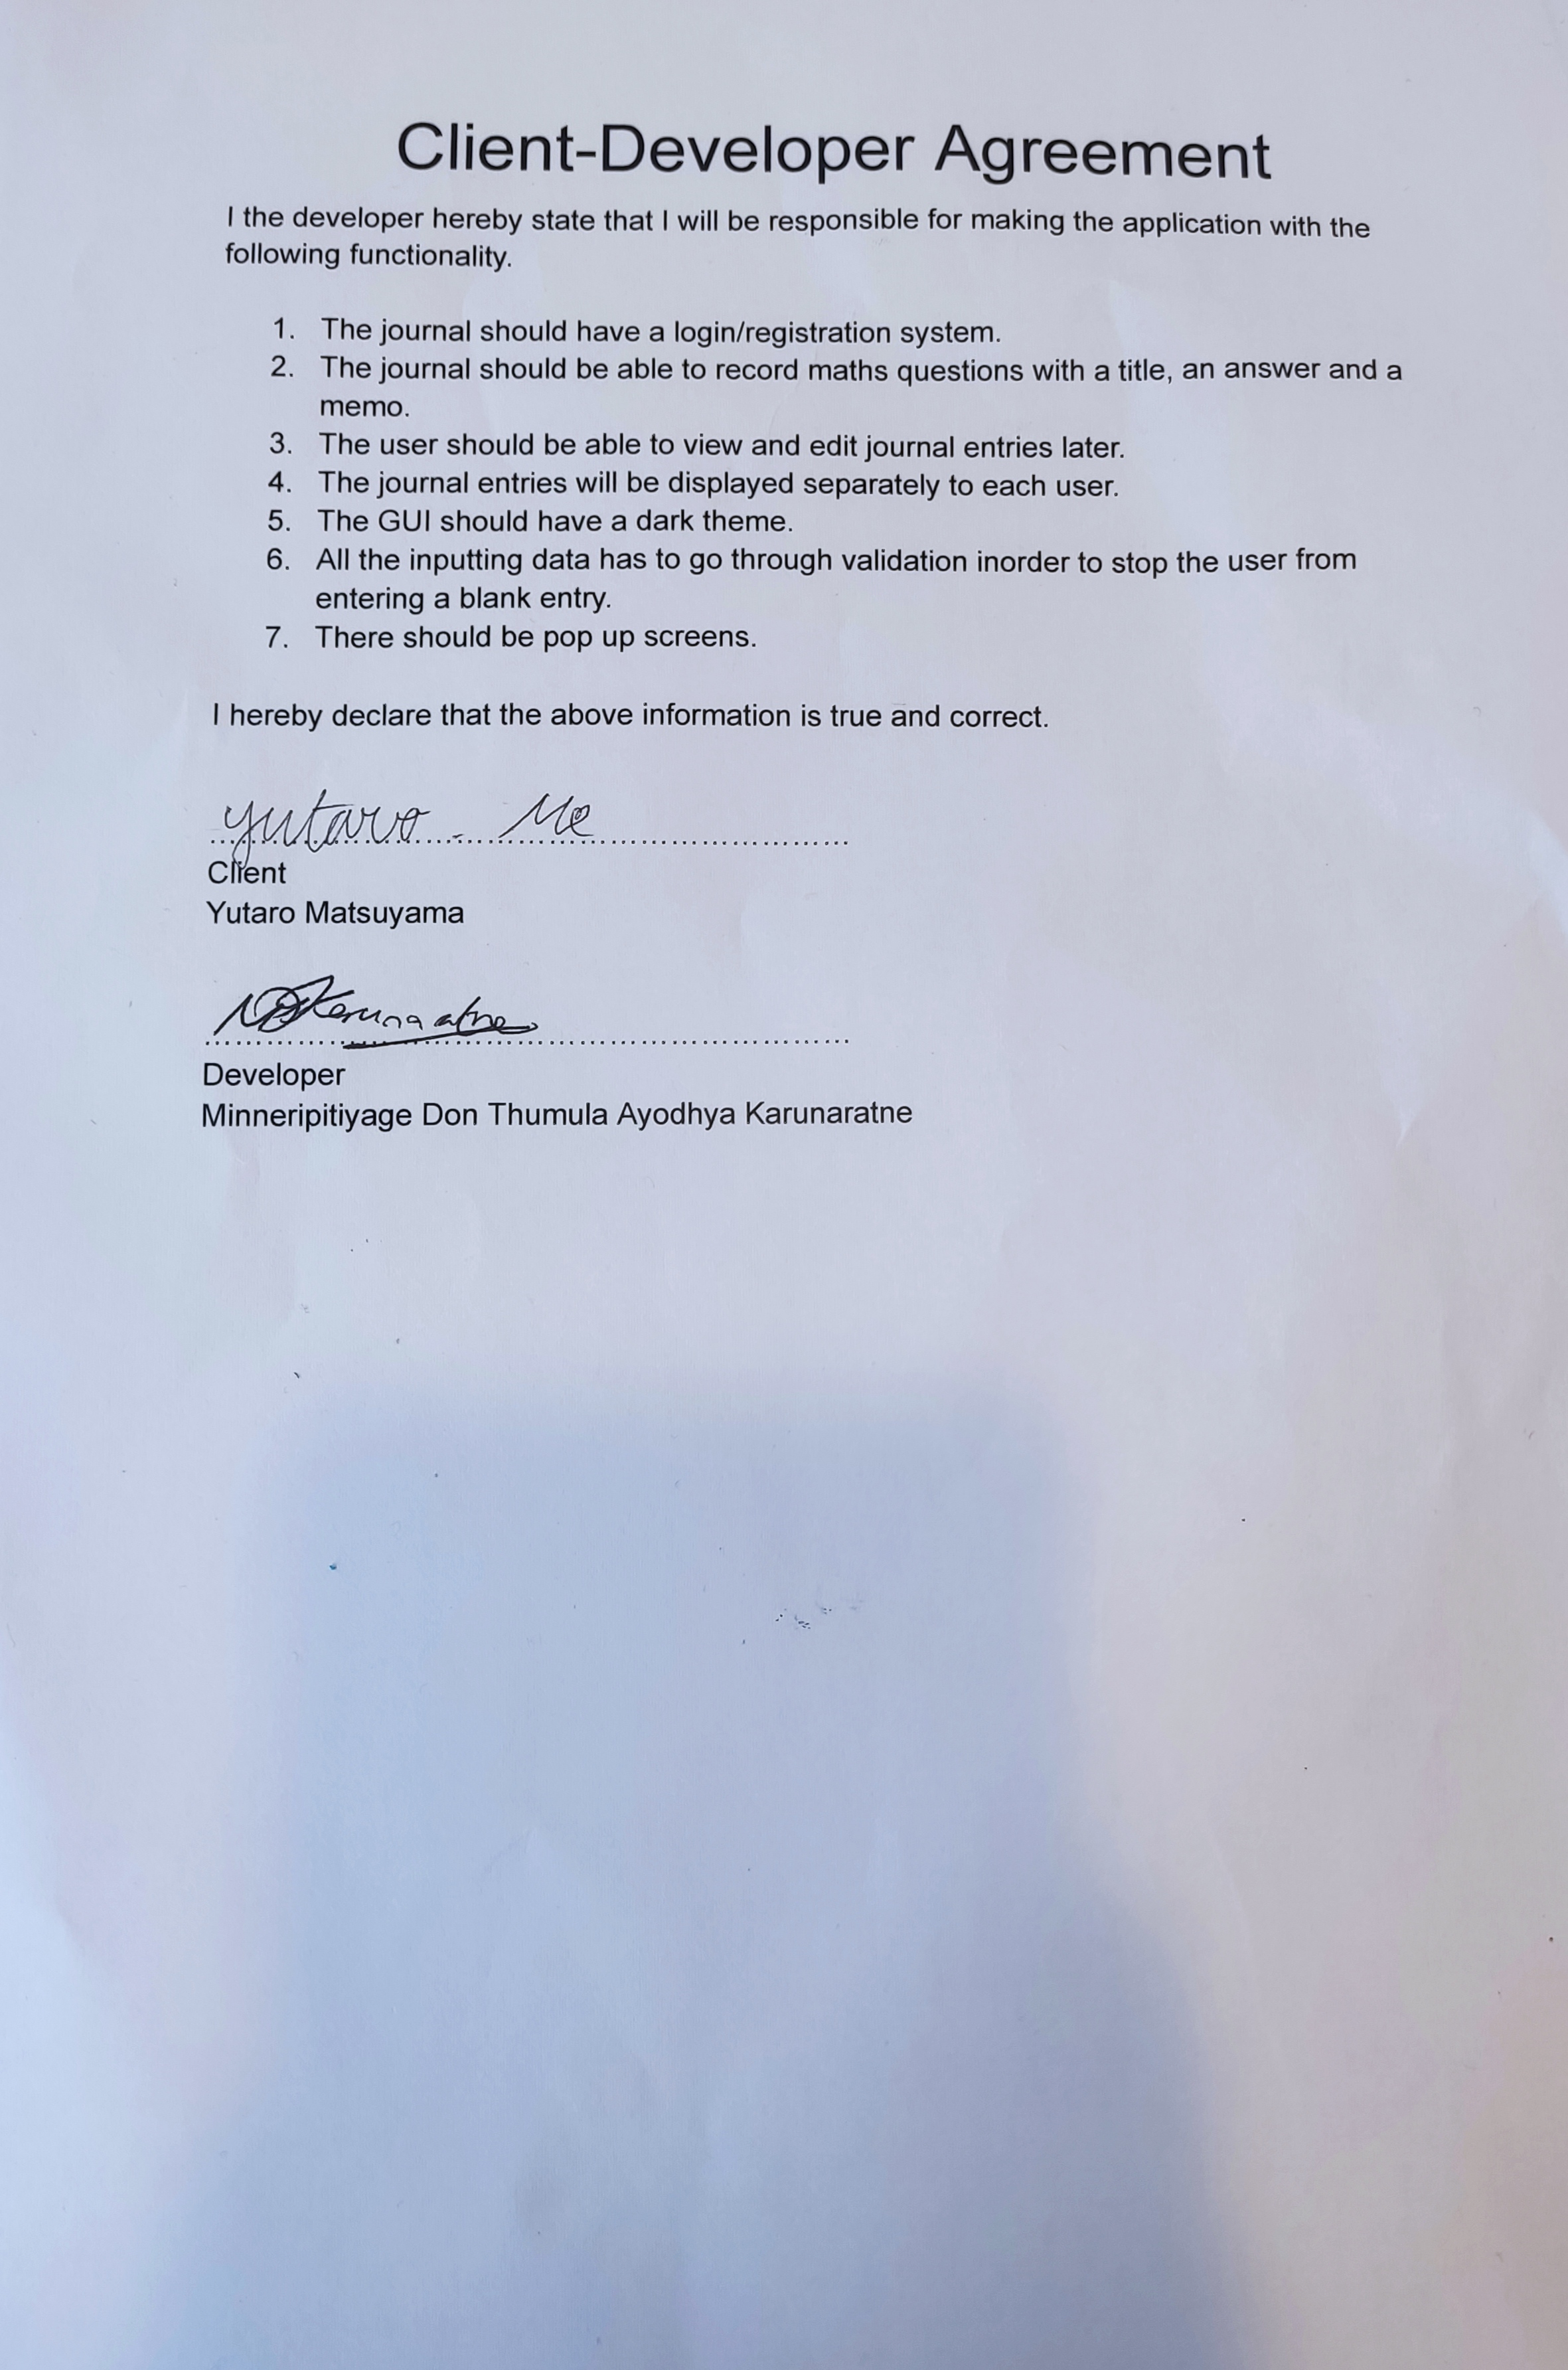 Client-Developer Agreement
I the developer hereby state that I will be responsible for making the application with the
following functionality.
1. The journal should have a login/registration system.
2. The journal should be able to record maths questions with a title, an answer and a
memo.
3. The user should be able to view and edit journal entries later.
4. The journal entries will be displayed separately to each user.
5. The GUI should have a dark theme.
6. All the inputting data has to go through validation inorder to stop the user from
entering a blank entry.
7. There should be pop up screens.
I hereby declare that the above information is true and correct.
Yutaro
Client
Yutaro Matsuyama
Karunaratne
Developer
Minneripitiyage Don Thumula Ayodhya Karunaratne